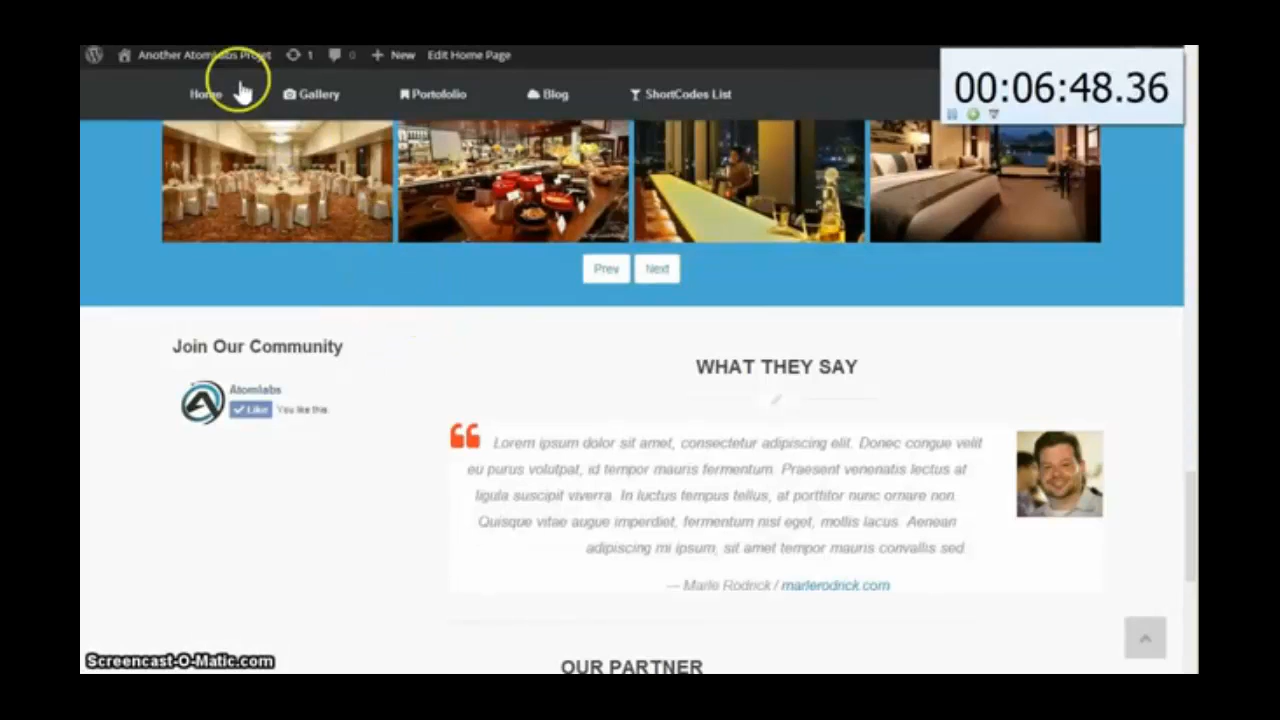 Another Atomlabs Projet 1 0 New Edit Home Page
00:06:48.36
Home Gallery Portofolio Blog ShortCodes List
Prev Next
Join Our Community
WHAT THEY SAY
Atomlabs
Like You like this.
Lorem ipsum dolor sit amet, consectetur adipiscing elit. Donec congue velit
eu purus volutpat, id tempor mauris fermentum. Praesent venenatis lectus at
ligula suscipit viverra. In luctus tempus tellus, at porttitor nunc ornare non.
Quisque vitae augue imperdiet, fermentum nisl eget, mollis lacus. Aenean
adipiscing mi ipsum, sit amet tempor mauris convallis sed.
— Marle Rodrick / marlerodrick.com
OUR PARTNER
Screencast-O-Matic.com